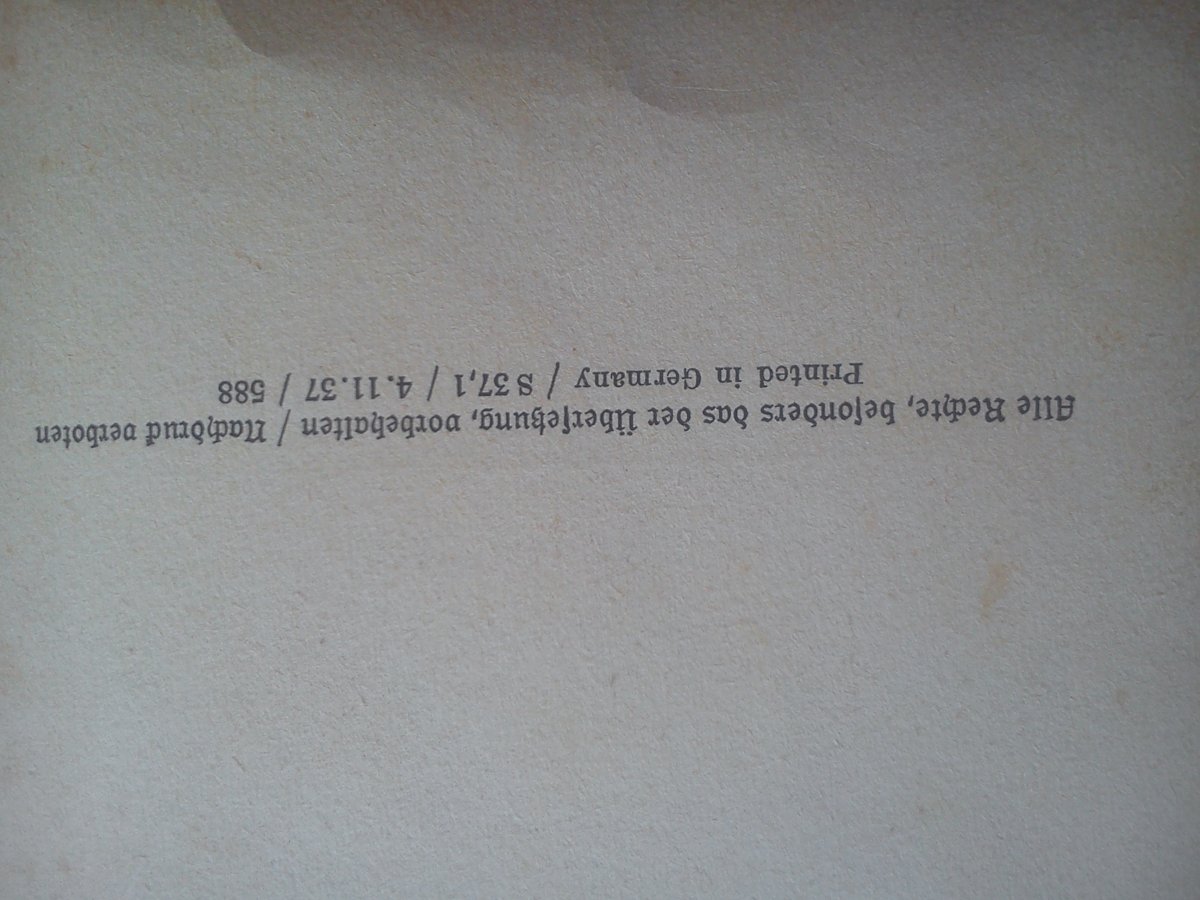 Alle Rechte, beſonders das der Überſetzung, vorbehalten / Nachdruck verboten
Printed in Germany / S 37,1 / 4. 11. 37 / 588